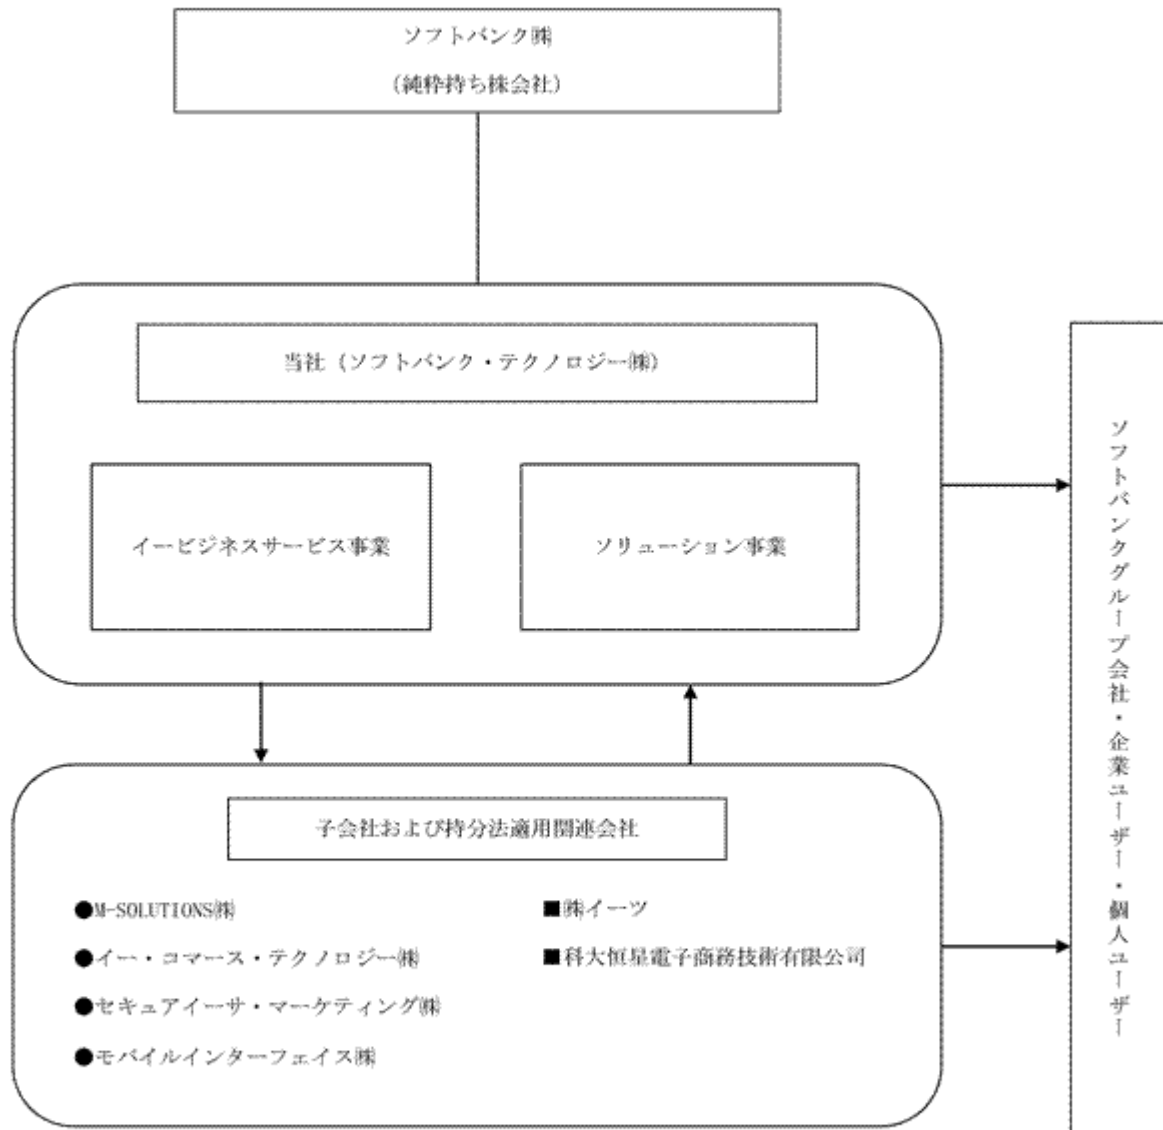 ソフトバンク㈱
(純粋持ち株会社)
当社（ソフトバンク・テクノロジー㈱）
イービジネスサービス事業
ソリューション事業
子会社および持分法適用関連会社
●M-SOLUTIONS㈱
●イー・コマース・テクノロジー㈱
●セキュアイーサ・マーケティング㈱
●モバイルインターフェイス㈱
■㈱イーツ
■科大恒星電子商務技術有限公司
ソフトバンクグループ会社・企業ユーザー・個人ユーザー